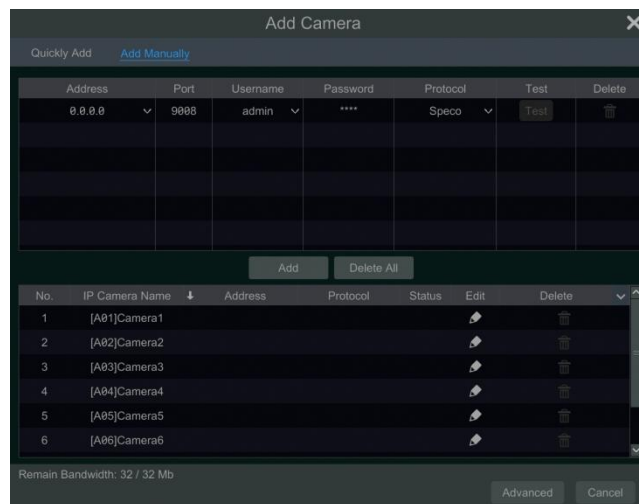 Add Camera
Quickly Add Add Manually
Address Port Username Password Protocol Test Delete
0.0.0.0 9008 admin **** Speco Test
Add Delete All
No. IP Camera Name Address Protocol Status Edit Delete
1 [A01]Camera1
2 [A02]Camera2
3 [A03]Camera3
4 [A04]Camera4
5 [A05]Camera5
6 [A06]Camera6
Remain Bandwidth: 32 / 32 Mb
Advanced Cancel